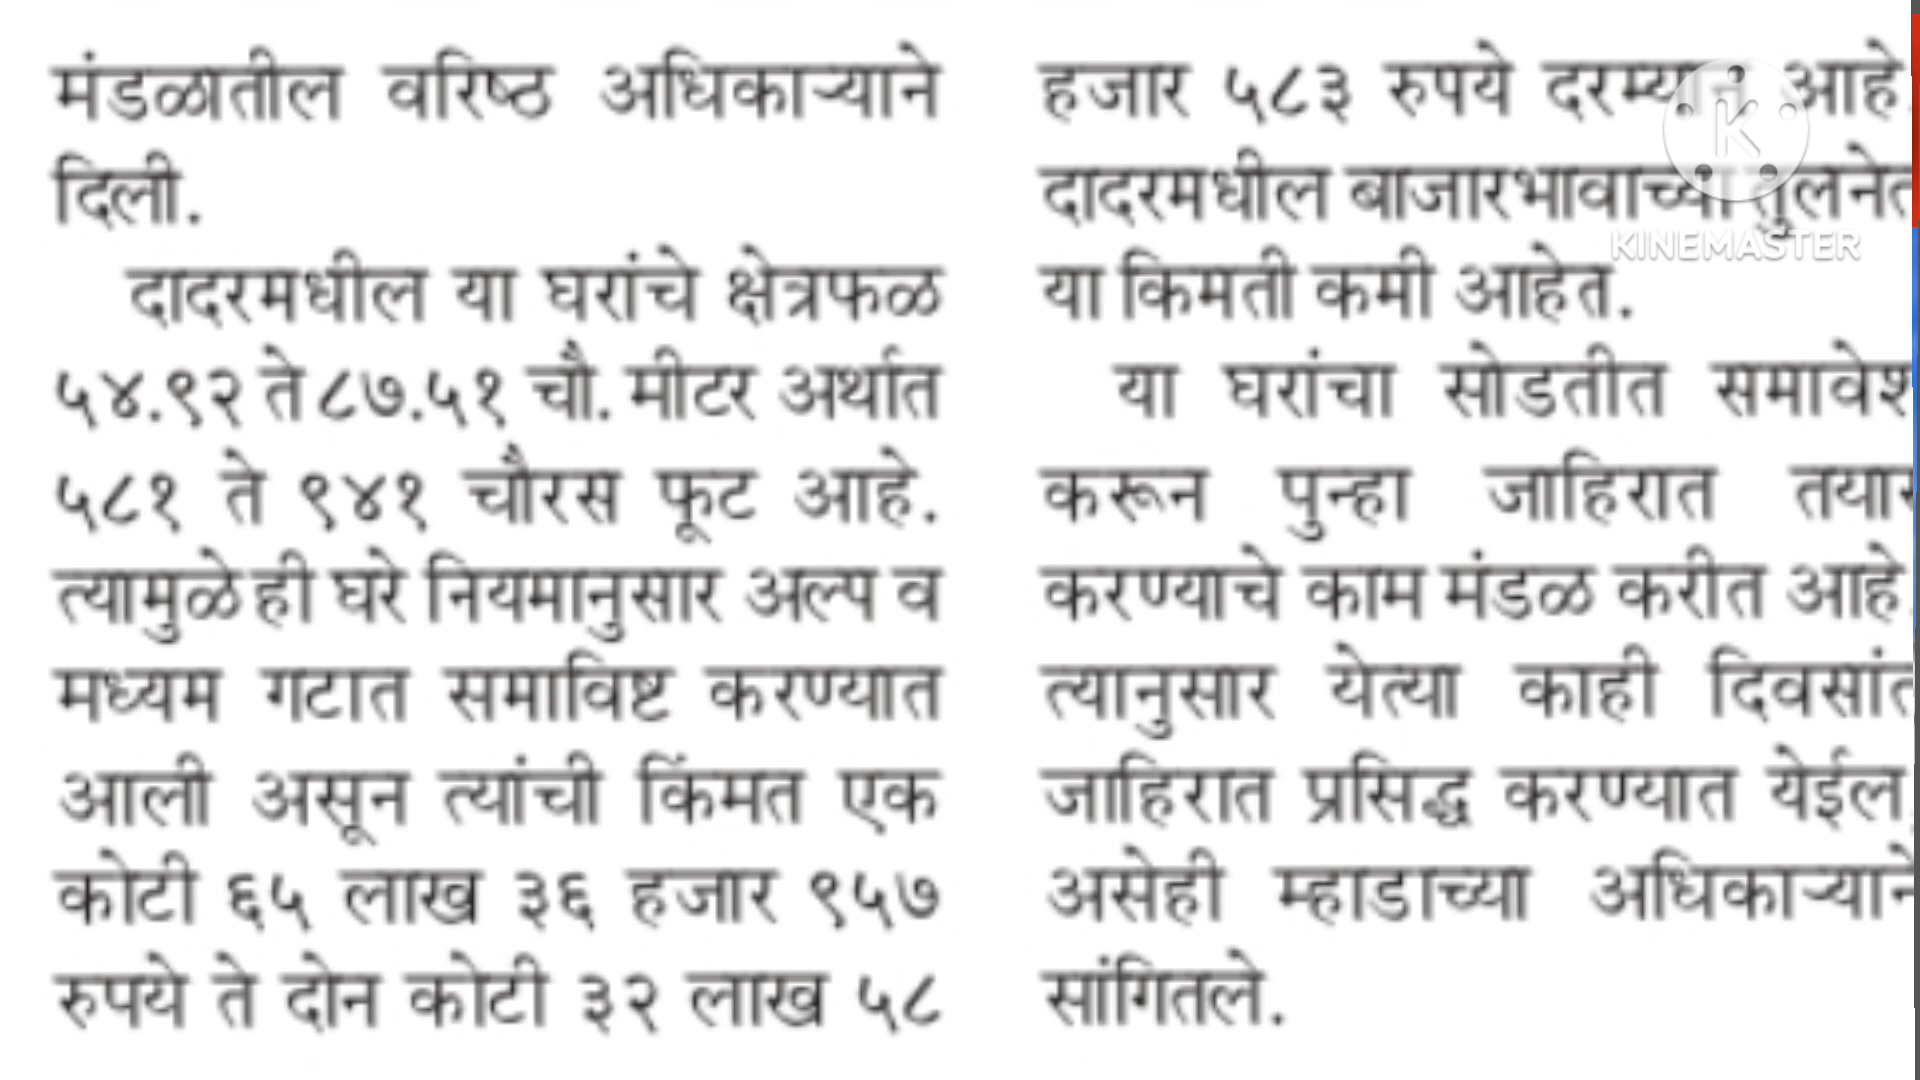 मंडळातील वरिष्ठ अधिकाऱ्याने
दिली.
दादरमधील या घरांचे क्षेत्रफळ
५४.९२ ते ८७.५१ चौ. मीटर अर्थात
५८१ ते ९४१ चौरस फूट आहे.
त्यामुळे ही घरे नियमानुसार अल्प व
मध्यम गटात समाविष्ट करण्यात
आली असून त्यांची किंमत एक
कोटी ६५ लाख ३६ हजार ९५७
रुपये ते दोन कोटी ३२ लाख ५८
हजार ५८३ रुपये दरम्यान आहे.
दादरमधील बाजारभावाच्या तुलनेत
या किमती कमी आहेत.
या घरांचा सोडतीत समावेश
करून पुन्हा जाहिरात तयार
करण्याचे काम मंडळ करीत आहे.
त्यानुसार येत्या काही दिवसांत
जाहिरात प्रसिद्ध करण्यात येईल,
असेही म्हाडाच्या अधिकाऱ्याने
सांगितले.
K
KINEMASTER